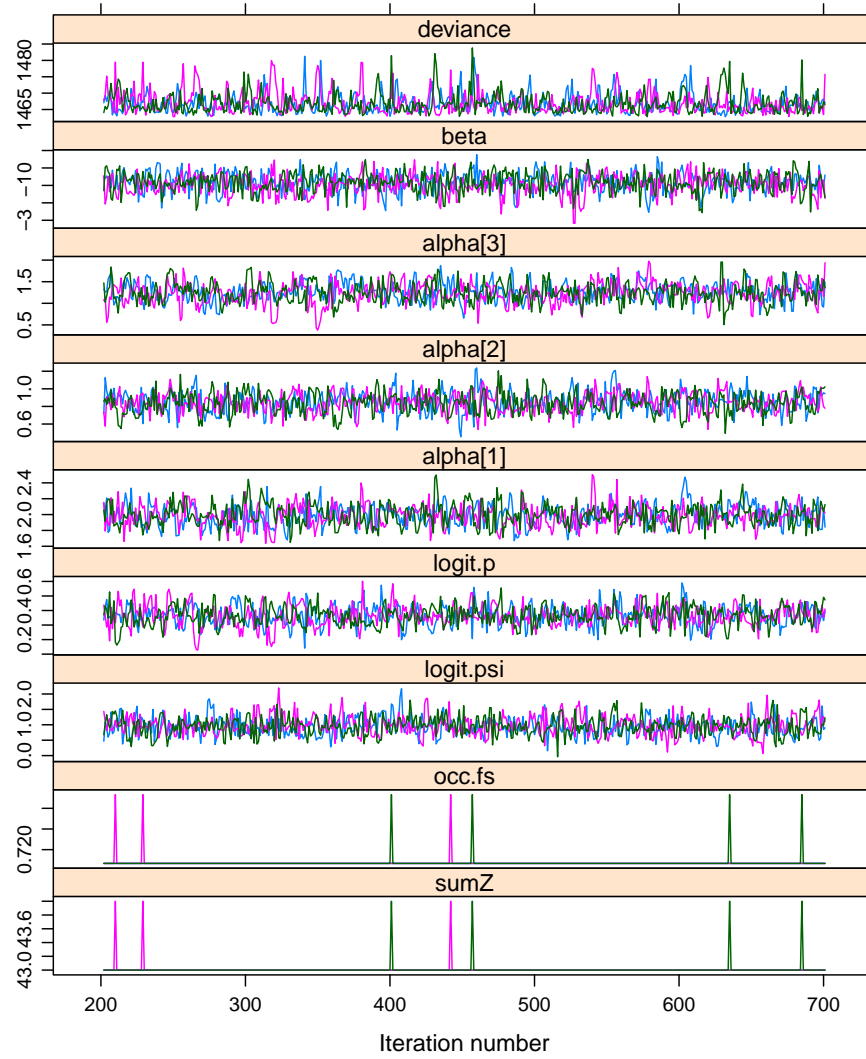 deviance
1465 1480
beta
−3 −10
alpha[3]
0.5 1.5
alpha[2]
0.6 1.0
alpha[1]
1.6 2.0 2.4
logit.p
0.2 0.4 0.6
logit.psi
0.0 1.0 2.0
occ.fs
0.720
sumZ
43.0 43.6
200 300 400 500 600 700
Iteration number